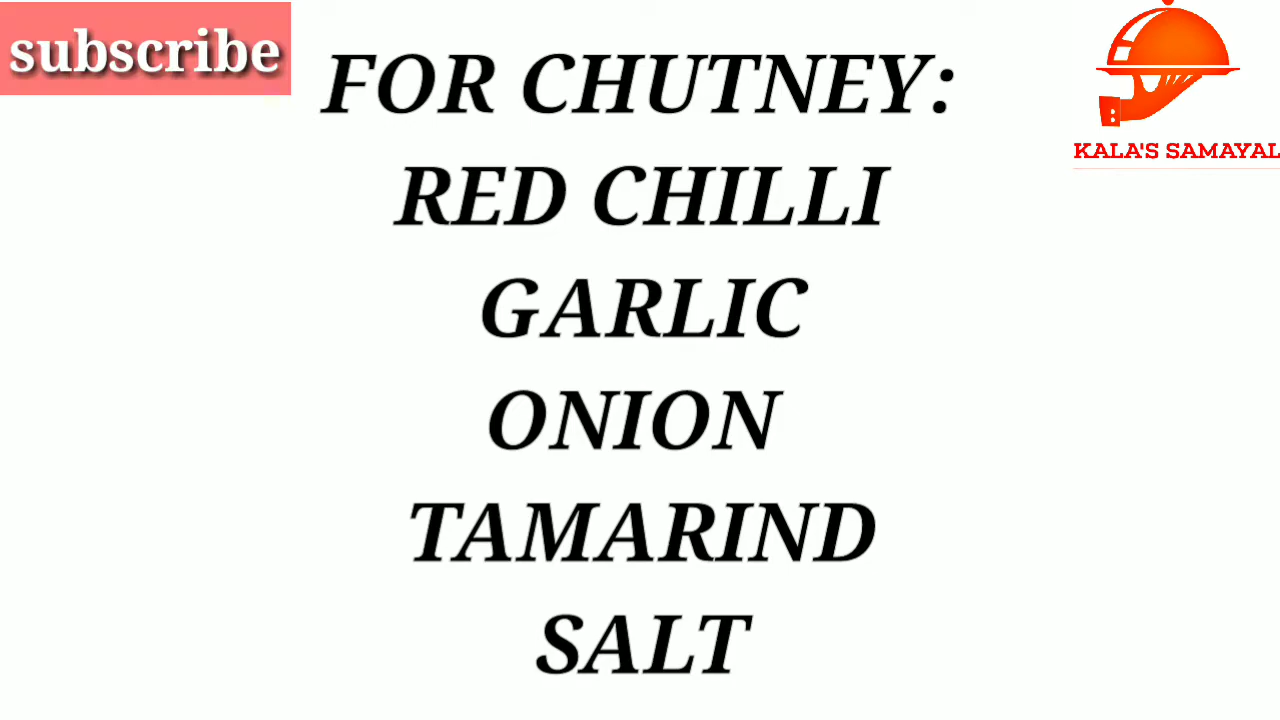 subscribe
FOR CHUTNEY:
RED CHILLI
GARLIC
ONION
TAMARIND
SALT
KALA'S SAMAYAL